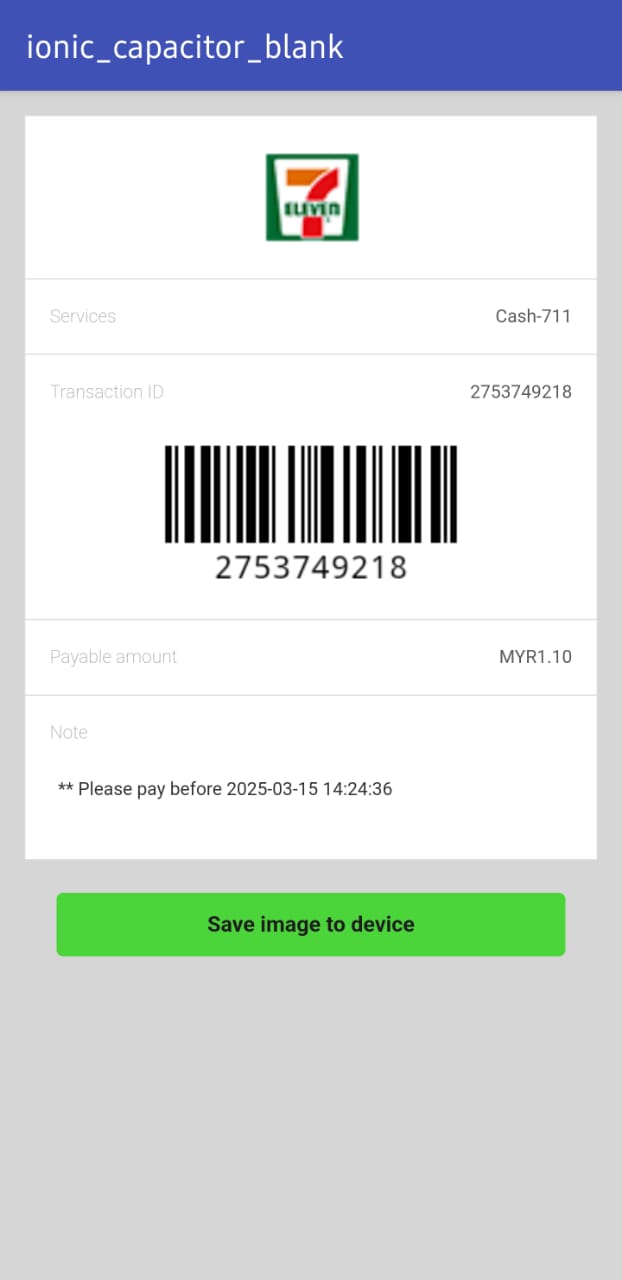 ionic_capacitor_blank
ELEVEN
Services Cash-711
Transaction ID 2753749218
2753749218
Payable amount MYR1.10
Note
** Please pay before 2025-03-15 14:24:36
Save image to device